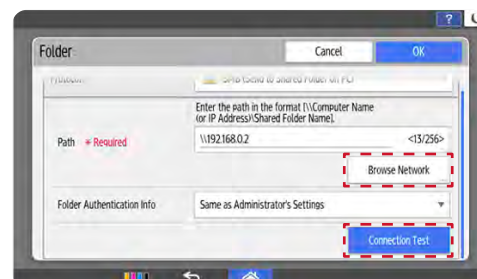 ?
Folder
Cancel
OK
Protocol
SMB (Send to Shared Folder on PC)
Enter the path in the format [\\Computer Name
(or IP Address)\Shared Folder Name].
Path * Required
\\192.168.0.2
<13/256>
Browse Network
Folder Authentication Info
Same as Administrator's Settings
Connection Test